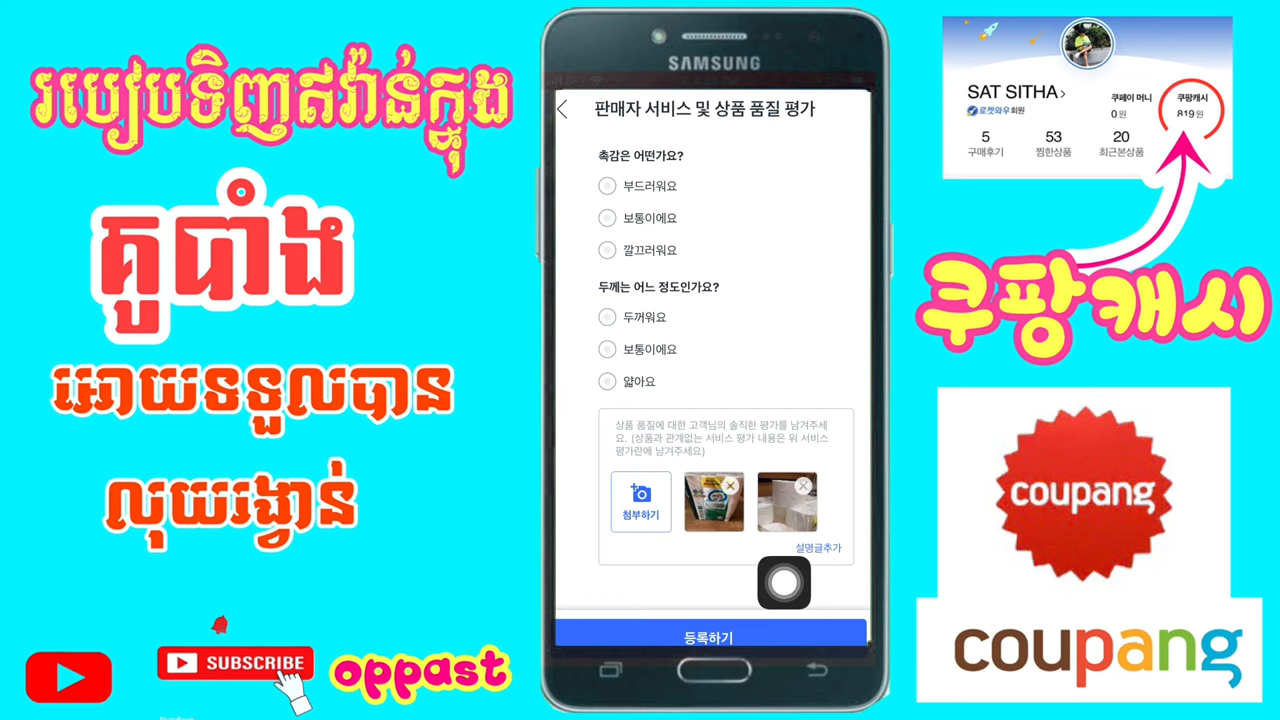 របៀបទិញឥវ៉ាន់ក្នុង
គូប៉ាំង
អោយទទួលបាន
លុយរង្វាន់
SUBSCRIBE
oppast
SAMSUNG
판매자 서비스 및 상품 품질 평가
촉감은 어떤가요?
부드러워요
보통이에요
깔끄러워요
두께는 어느 정도인가요?
두꺼워요
보통이에요
얇아요
상품 품질에 대한 고객님의 솔직한 평가를 남겨주세
요. (상품과 관계없는 서비스 평가 내용은 위 서비스
평가란에 남겨주세요)
첨부하기
설명글추가
등록하기
SAT SITHA
로켓와우회원
쿠페이 머니
0 원
쿠팡캐시
819원
5
구매후기
53
찜한상품
20
최근본상품
쿠팡캐시
coupang
coupang